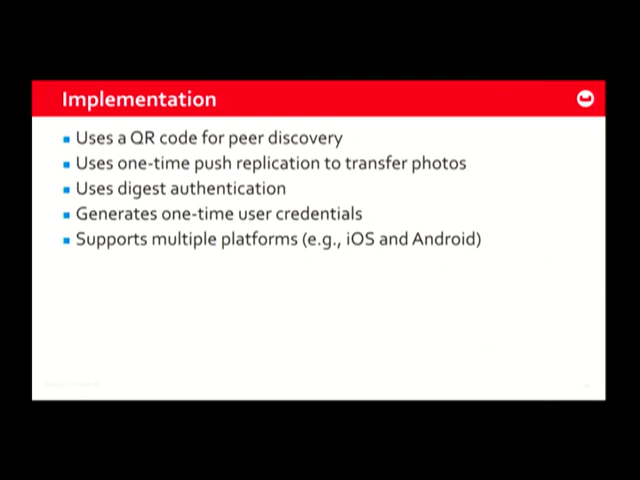 Implementation
Uses a QR code for peer discovery
Uses one-time push replication to transfer photos
Uses digest authentication
Generates one-time user credentials
Supports multiple platforms (e.g., iOS and Android)